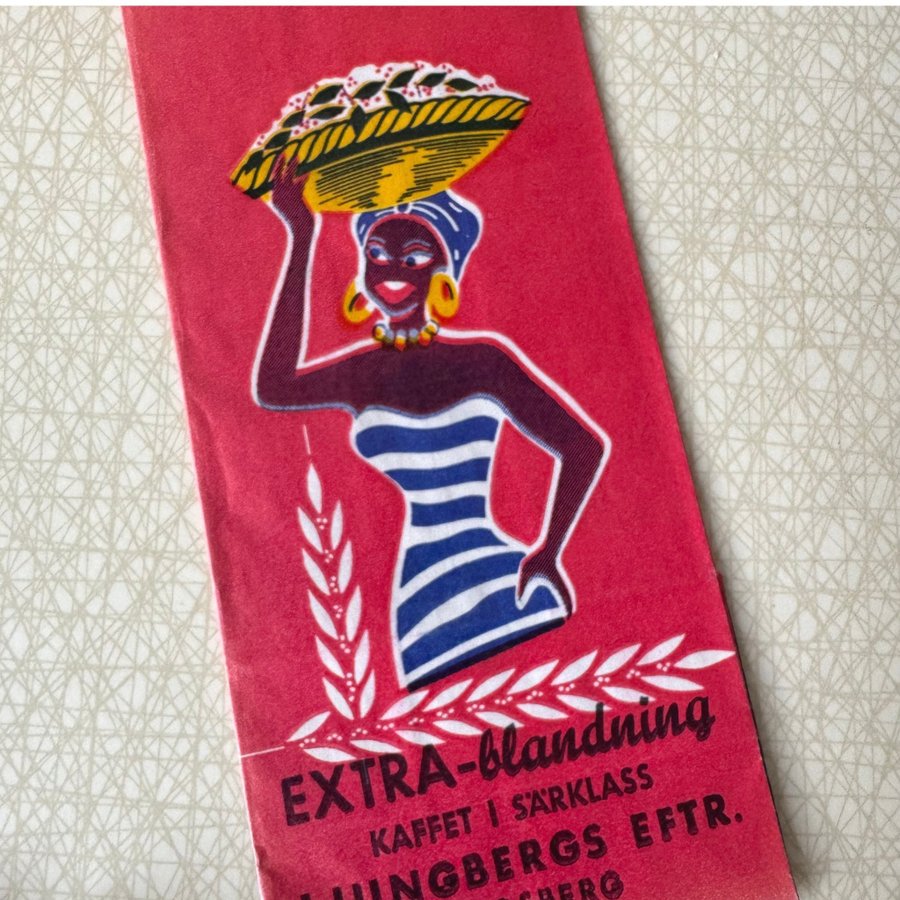 EXTRA-blandning
KAFFET I SÄRKLASS
LJUNGBERGS EFTR.